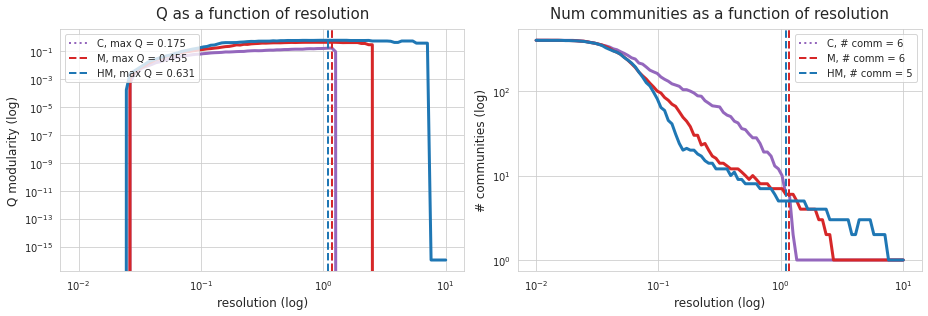 Q as a function of resolution
C, max Q = 0.175
M, max Q = 0.455
HM, max Q = 0.631
Q modularity (log)
10⁻¹
10⁻³
10⁻⁵
10⁻⁷
10⁻⁹
10⁻¹¹
10⁻¹³
10⁻¹⁵
10⁻² 10⁻¹ 10⁰ 10¹
resolution (log)
Num communities as a function of resolution
C, # comm = 6
M, # comm = 6
HM, # comm = 5
# communities (log)
10²
10¹
10⁰
10⁻² 10⁻¹ 10⁰ 10¹
resolution (log)